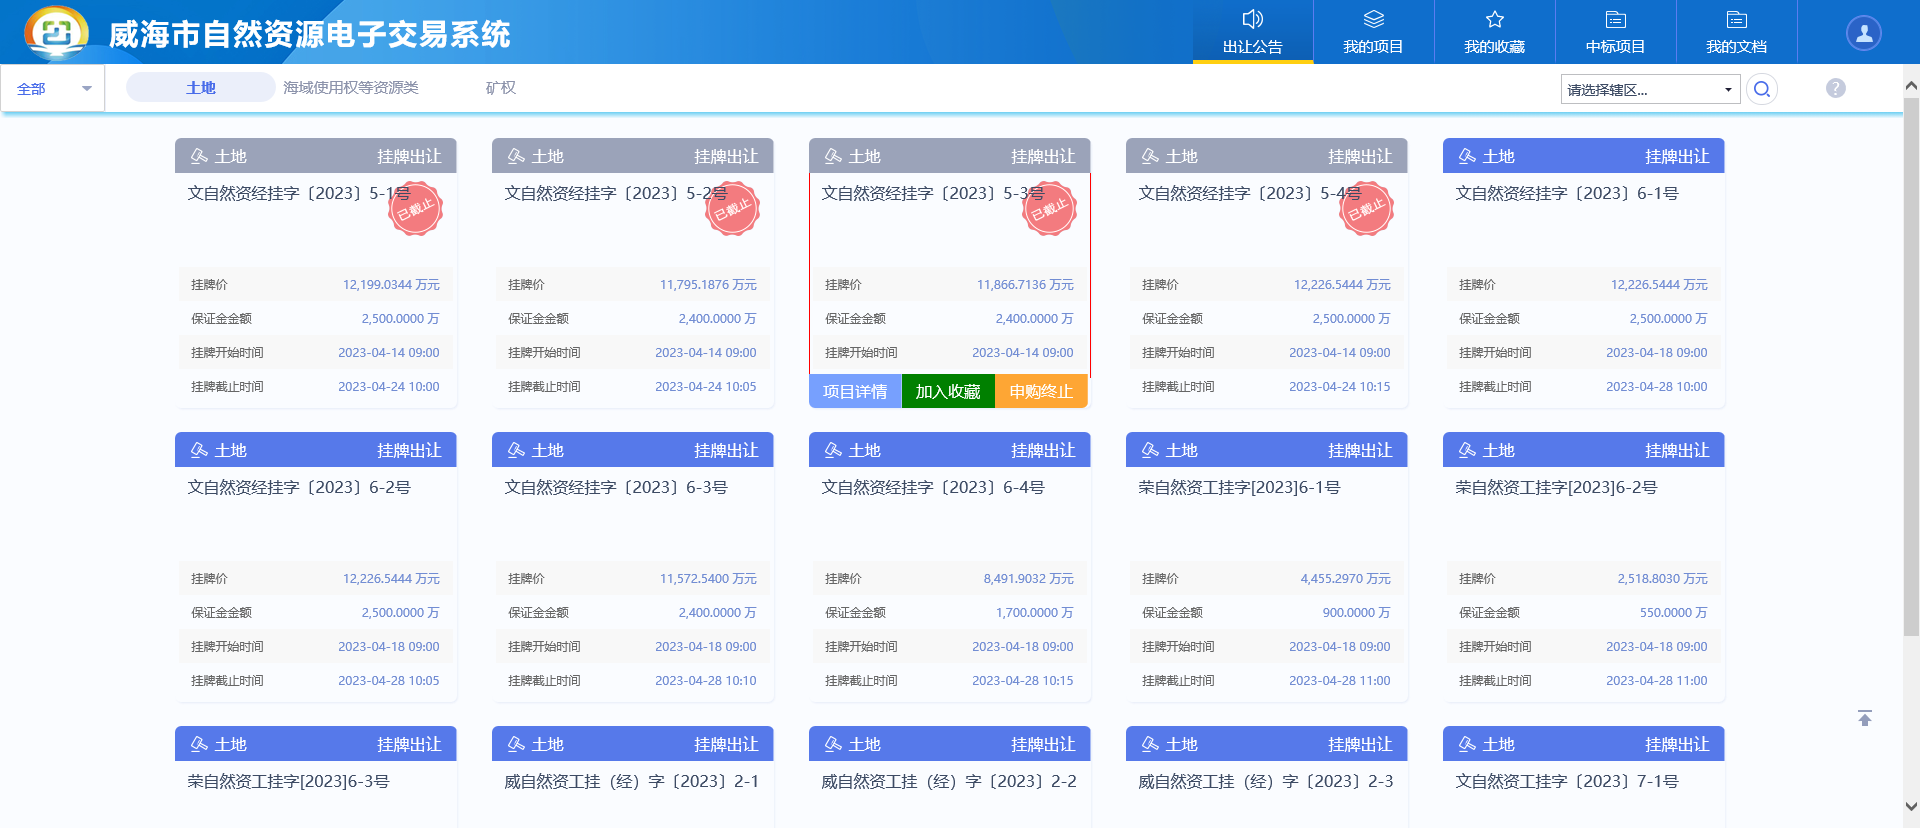 威海市自然资源电子交易系统
出让公告 我的项目 我的收藏 中标项目 我的文档
全部 土地 海域使用权等资源类 矿权 请选择辖区... ?
土地 挂牌出让
文自然资经挂字〔2023〕5-1号
已截止
挂牌价 12,199.0344 万元
保证金金额 2,500.0000 万
挂牌开始时间 2023-04-14 09:00
挂牌截止时间 2023-04-24 10:00
土地 挂牌出让
文自然资经挂字〔2023〕5-2号
已截止
挂牌价 11,795.1876 万元
保证金金额 2,400.0000 万
挂牌开始时间 2023-04-14 09:00
挂牌截止时间 2023-04-24 10:05
土地 挂牌出让
文自然资经挂字〔2023〕5-3号
已截止
挂牌价 11,866.7136 万元
保证金金额 2,400.0000 万
挂牌开始时间 2023-04-14 09:00
项目详情 加入收藏 申购终止
土地 挂牌出让
文自然资经挂字〔2023〕5-4号
已截止
挂牌价 12,226.5444 万元
保证金金额 2,500.0000 万
挂牌开始时间 2023-04-14 09:00
挂牌截止时间 2023-04-24 10:15
土地 挂牌出让
文自然资经挂字〔2023〕6-1号
挂牌价 12,226.5444 万元
保证金金额 2,500.0000 万
挂牌开始时间 2023-04-18 09:00
挂牌截止时间 2023-04-28 10:00
土地 挂牌出让
文自然资经挂字〔2023〕6-2号
挂牌价 12,226.5444 万元
保证金金额 2,500.0000 万
挂牌开始时间 2023-04-18 09:00
挂牌截止时间 2023-04-28 10:05
土地 挂牌出让
文自然资经挂字〔2023〕6-3号
挂牌价 11,572.5400 万元
保证金金额 2,400.0000 万
挂牌开始时间 2023-04-18 09:00
挂牌截止时间 2023-04-28 10:10
土地 挂牌出让
文自然资经挂字〔2023〕6-4号
挂牌价 8,491.9032 万元
保证金金额 1,700.0000 万
挂牌开始时间 2023-04-18 09:00
挂牌截止时间 2023-04-28 10:15
土地 挂牌出让
荣自然资工挂字[2023]6-1号
挂牌价 4,455.2970 万元
保证金金额 900.0000 万
挂牌开始时间 2023-04-18 09:00
挂牌截止时间 2023-04-28 11:00
土地 挂牌出让
荣自然资工挂字[2023]6-2号
挂牌价 2,518.8030 万元
保证金金额 550.0000 万
挂牌开始时间 2023-04-18 09:00
挂牌截止时间 2023-04-28 11:00
土地 挂牌出让
荣自然资工挂字[2023]6-3号
土地 挂牌出让
威自然资工挂（经）字〔2023〕2-1
土地 挂牌出让
威自然资工挂（经）字〔2023〕2-2
土地 挂牌出让
威自然资工挂（经）字〔2023〕2-3
土地 挂牌出让
文自然资工挂字〔2023〕7-1号